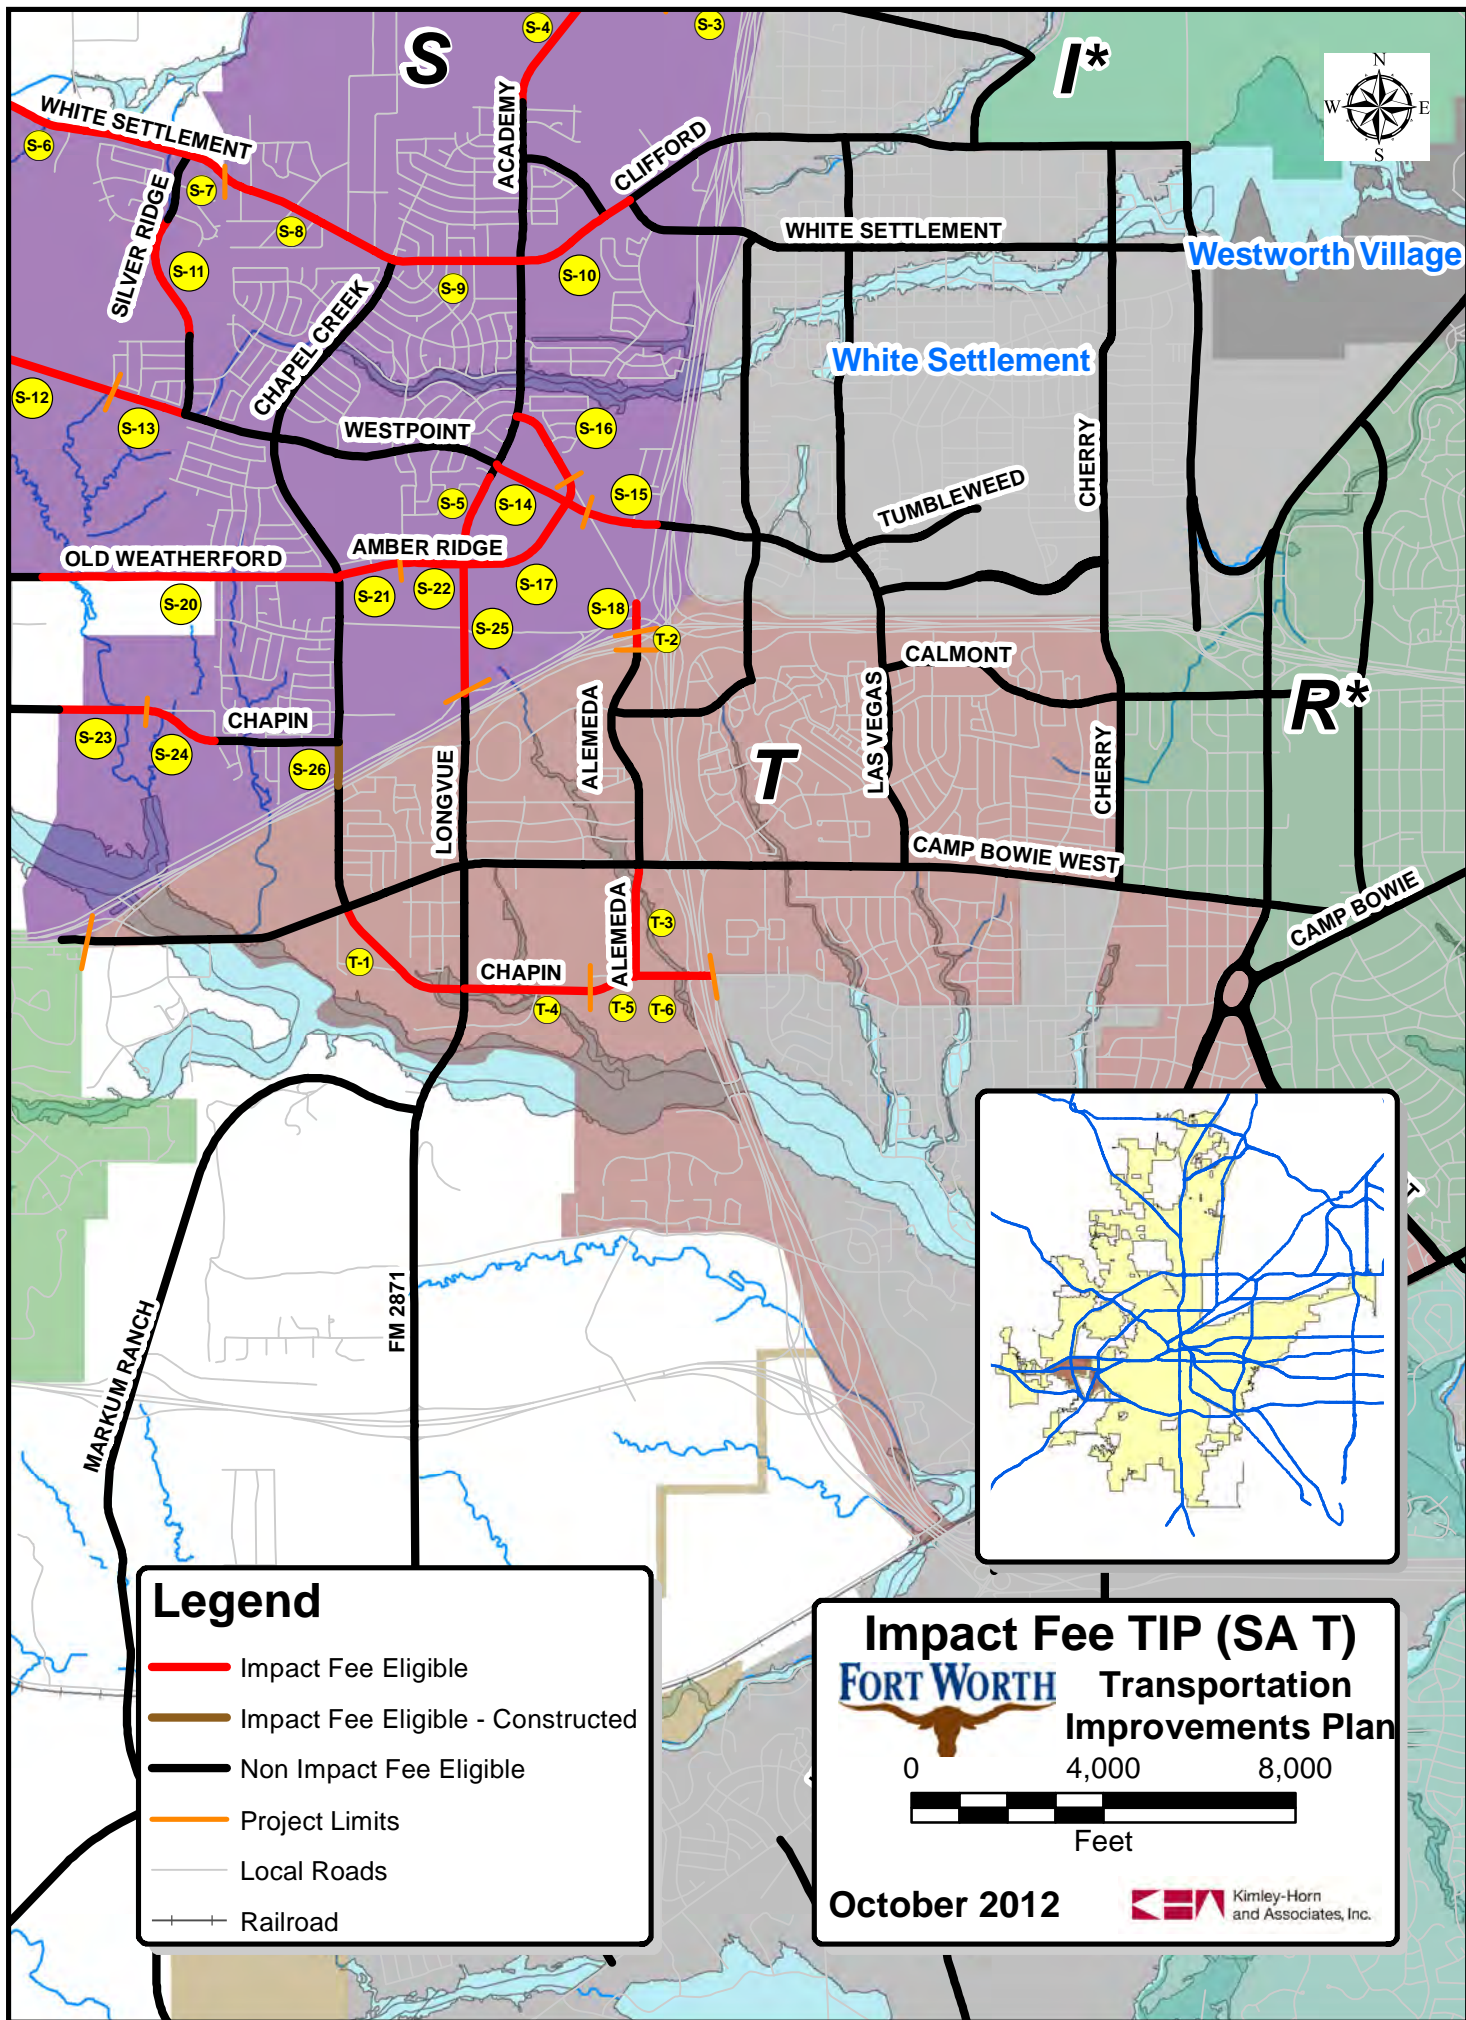 S-4
S-3
S
I*
N
W
E
S
WHITE SETTLEMENT
S-6
ACADEMY
CLIFFORD
S-7
SILVER RIDGE
S-8
WHITE SETTLEMENT
Westworth Village
S-11
S-9
S-10
CHAPEL CREEK
White Settlement
S-12
S-13
WESTPOINT
S-16
CHERRY
S-5
S-14
S-15
TUMBLEWEED
OLD WEATHERFORD
AMBER RIDGE
S-20
S-21
S-22
S-17
S-18
S-25
T-2
CALMONT
ALEMEDA
LAS VEGAS
R*
S-23
S-24
CHAPIN
S-26
LONGVUE
T
CHERRY
CAMP BOWIE WEST
CAMP BOWIE
ALEMEDA
T-3
T-1
CHAPIN
T-4
T-5
T-6
FM 2871
MARKUM RANCH
Legend
Impact Fee Eligible
Impact Fee Eligible - Constructed
Non Impact Fee Eligible
Project Limits
Local Roads
Railroad
Impact Fee TIP (SA T)
FORT WORTH
Transportation
Improvements Plan
0 4,000 8,000
Feet
October 2012
Kimley-Horn
and Associates, Inc.